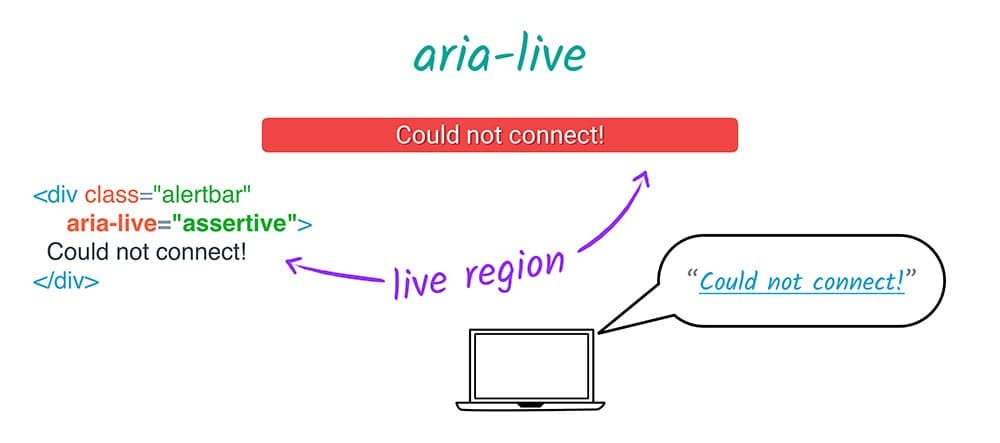 aria-live
Could not connect!
<div class="alertbar"
aria-live="assertive">
Could not connect!
</div>
live region
“Could not connect!”